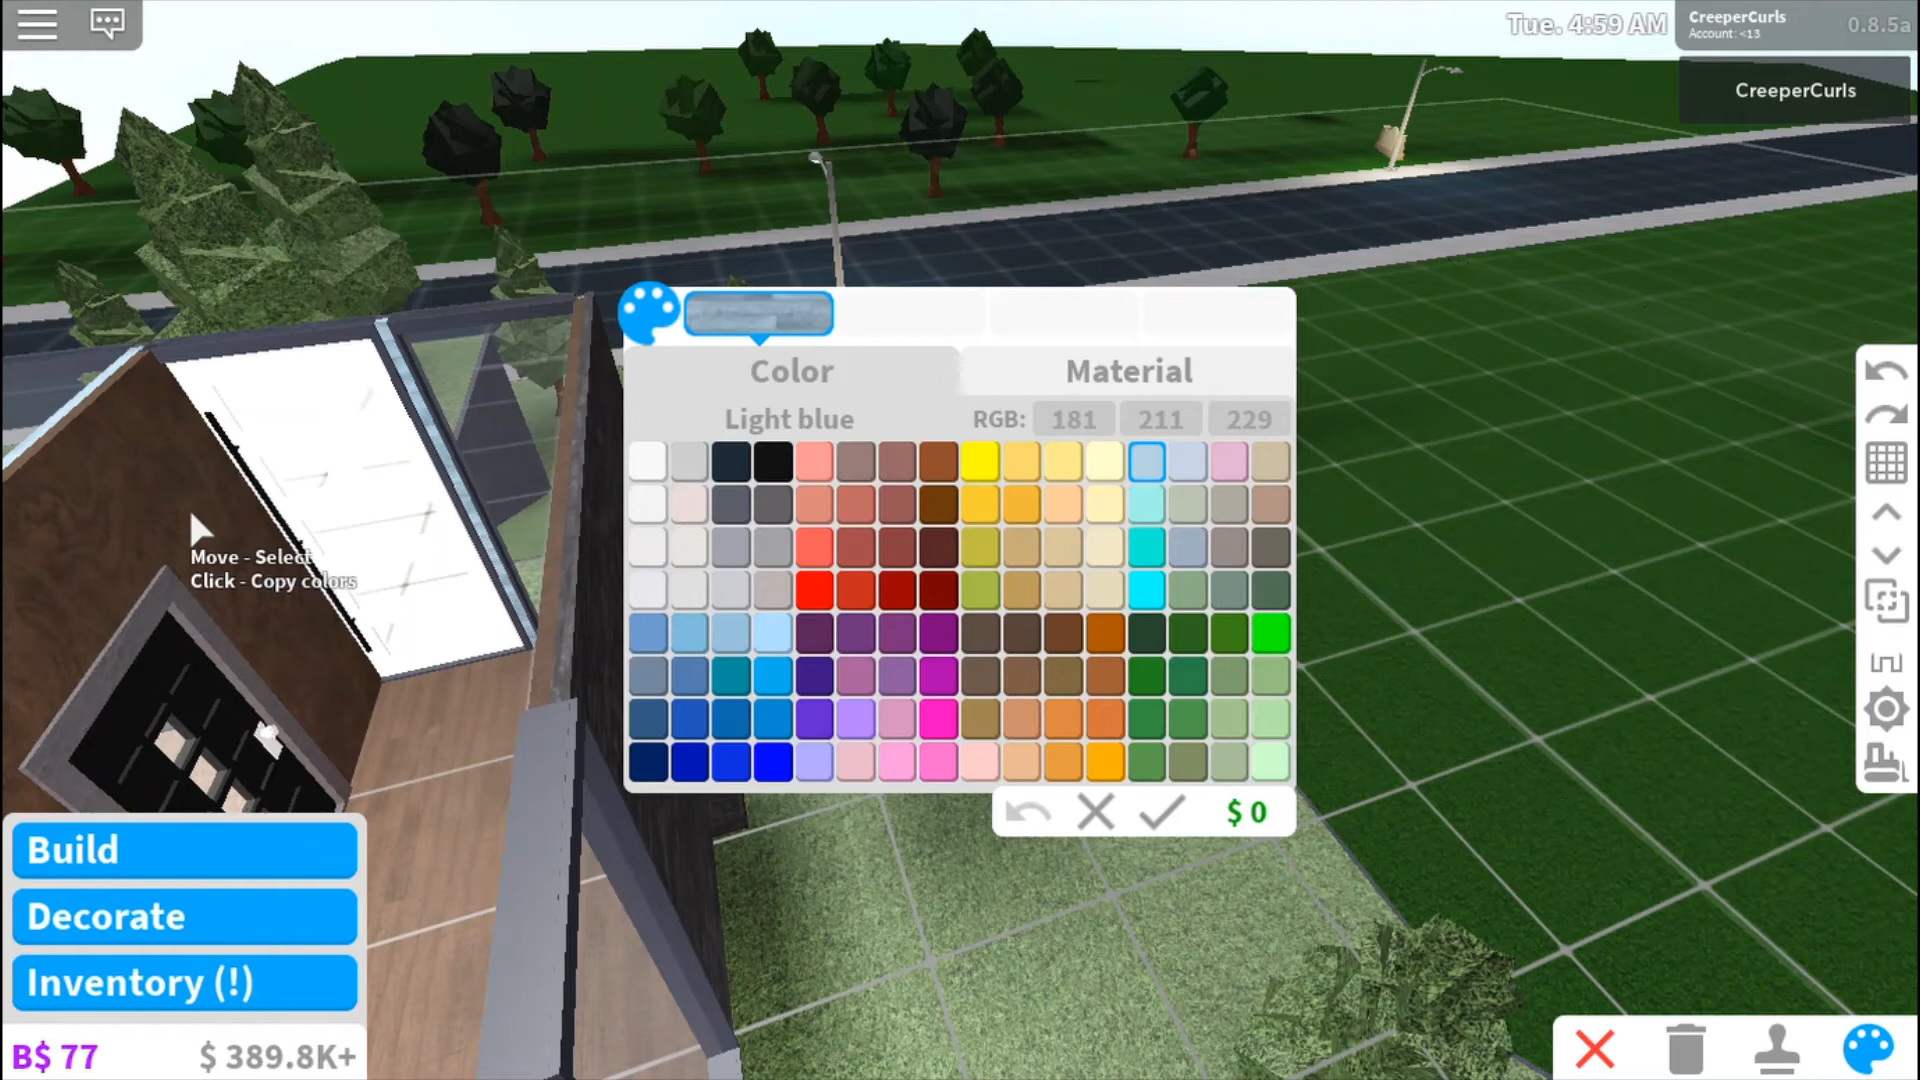 Tue. 4:59 AM
CreeperCurls
Account: <13
0.8.5a
CreeperCurls
Color
Material
Light blue
RGB: 181 211 229
Move - Select
Click - Copy colors
$ 0
Build
Decorate
Inventory (!)
B$ 77
$ 389.8K+